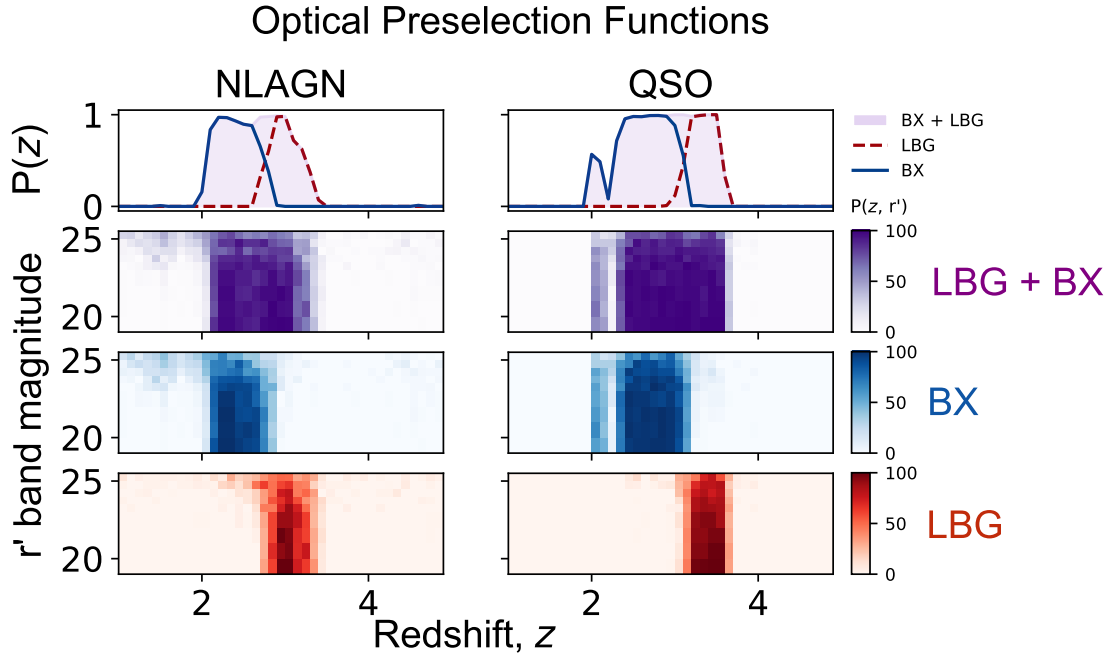 Optical Preselection Functions
NLAGN
QSO
P(z)
1
0
BX + LBG
LBG
BX
P(z, r')
r' band magnitude
25
20
100
50
0
LBG + BX
25
20
100
50
0
BX
25
20
100
50
0
LBG
2
4
2
4
Redshift, z